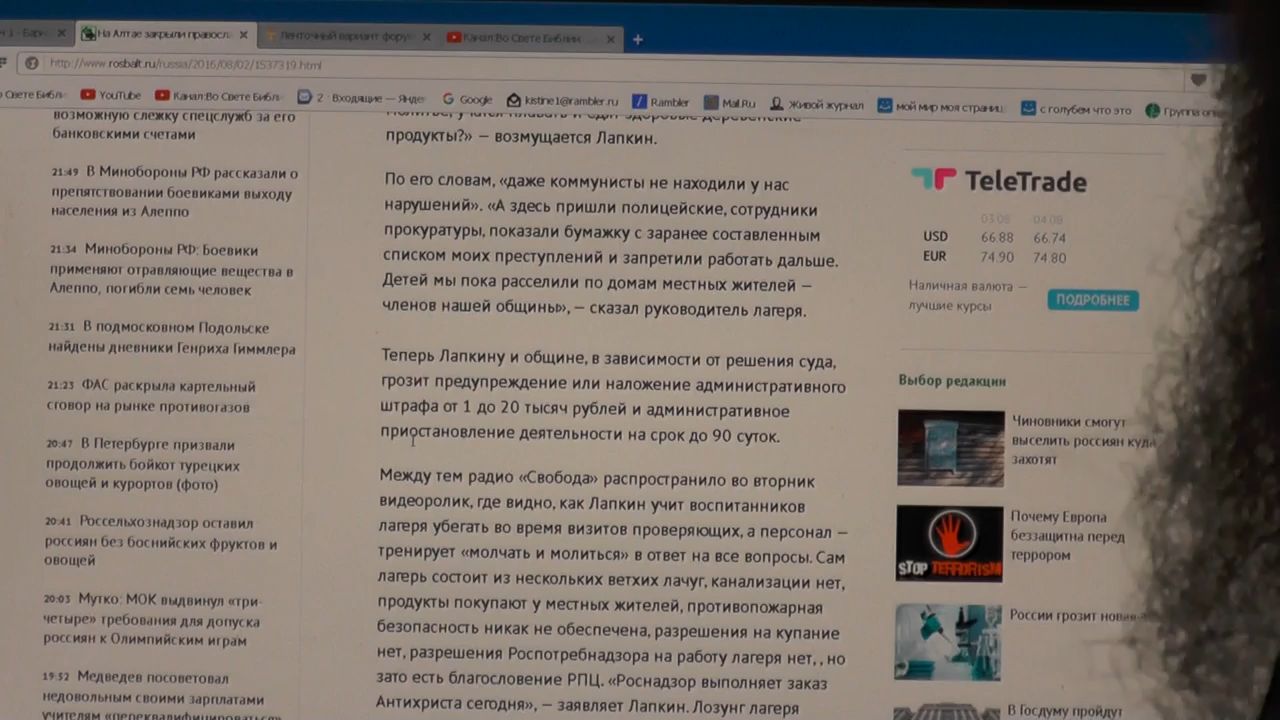 На Алтае закрыли правосл.
Ленточный вариант фору
Канал Во Свете Библии
http://www.rosbalt.ru/russia/2016/08/02/1537319.html
о Свете Библ
YouTube
Канал:Во Свете Библ
2 · Входящие — Янде
Google
kistine1@rambler.ru
Rambler
Mail.Ru
Живой журнал
мой мир моя страниц
с голубем что это
возможную слежку спецслужб за его
банковскими счетами
21:49 В Минобороны РФ рассказали о
препятствовании боевиками выходу
населения из Алеппо
21:34 Минобороны РФ: Боевики
применяют отравляющие вещества в
Алеппо, погибли семь человек
21:31 В подмосковном Подольске
найдены дневники Генриха Гиммлера
21:23 ФАС раскрыла картельный
сговор на рынке противогазов
20:47 В Петербурге призвали
продолжить бойкот турецких
овощей и курортов (фото)
20:41 Россельхознадзор оставил
россиян без боснийских фруктов и
овощей
20:03 Мутко: МОК выдвинул «три-
четыре» требования для допуска
россиян к Олимпийским играм
19:52 Медведев посоветовал
недовольным своими зарплатами
учителям «переквалифицироваться»
продукты?» — возмущается Лапкин.
По его словам, «даже коммунисты не находили у нас
нарушений». «А здесь пришли полицейские, сотрудники
прокуратуры, показали бумажку с заранее составленным
списком моих преступлений и запретили работать дальше.
Детей мы пока расселили по домам местных жителей —
членов нашей общины», — сказал руководитель лагеря.
Теперь Лапкину и общине, в зависимости от решения суда,
грозит предупреждение или наложение административного
штрафа от 1 до 20 тысяч рублей и административное
приостановление деятельности на срок до 90 суток.
Между тем радио «Свобода» распространило во вторник
видеоролик, где видно, как Лапкин учит воспитанников
лагеря убегать во время визитов проверяющих, а персонал —
тренирует «молчать и молиться» в ответ на все вопросы. Сам
лагерь состоит из нескольких ветхих лачуг, канализации нет,
продукты покупают у местных жителей, противопожарная
безопасность никак не обеспечена, разрешения на купание
нет, разрешения Роспотребнадзора на работу лагеря нет, , но
зато есть благословение РПЦ. «Роснадзор выполняет заказ
Антихриста сегодня», — заявляет Лапкин. Лозунг лагеря
TeleTrade
03.08 04.08
USD 66.88 66.74
EUR 74.90 74.80
Наличная валюта —
лучшие курсы
ПОДРОБНЕЕ
Выбор редакции
Чиновники смогут
выселить россиян куда
захотят
STOP TERRORISM
Почему Европа
беззащитна перед
террором
России грозит новая
В Госдуму пройдут